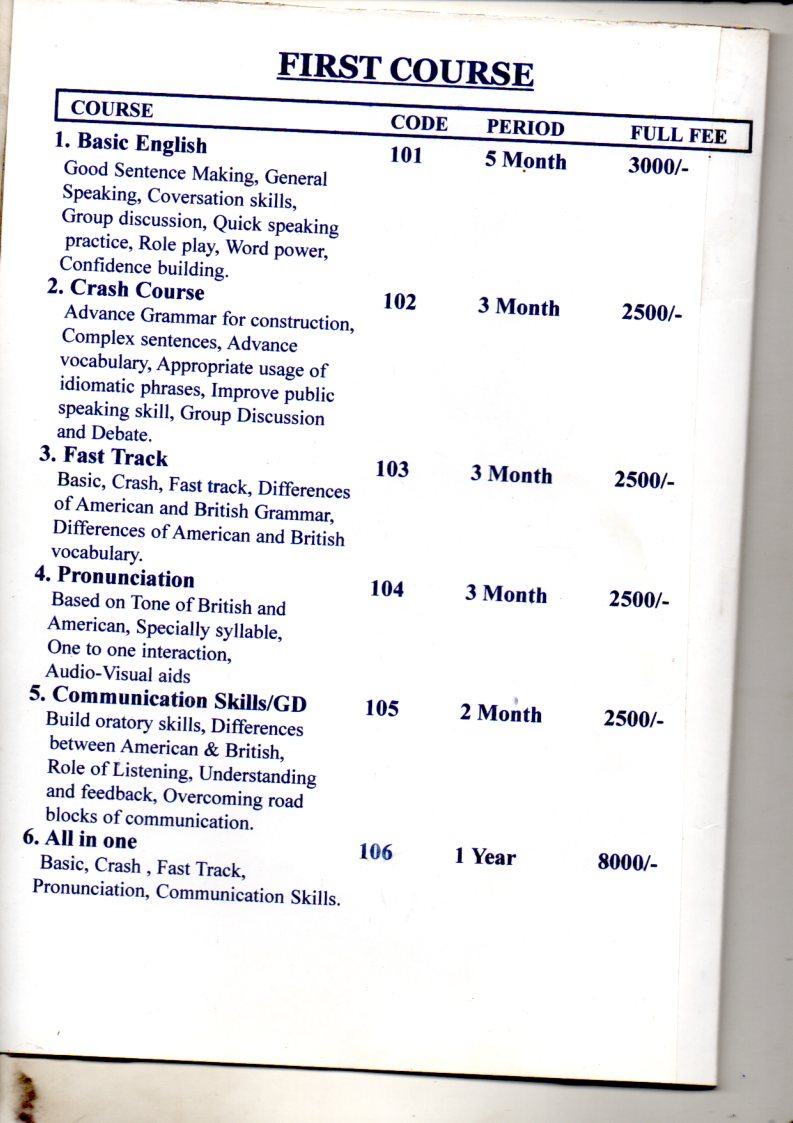 FIRST COURSE
COURSE CODE PERIOD FULL FEE
1. Basic English 101 5 Month 3000/-
Good Sentence Making, General
Speaking, Coversation skills,
Group discussion, Quick speaking
practice, Role play, Word power,
Confidence building.
2. Crash Course 102 3 Month 2500/-
Advance Grammar for construction,
Complex sentences, Advance
vocabulary, Appropriate usage of
idiomatic phrases, Improve public
speaking skill, Group Discussion
and Debate.
3. Fast Track 103 3 Month 2500/-
Basic, Crash, Fast track, Differences
of American and British Grammar,
Differences of American and British
vocabulary.
4. Pronunciation 104 3 Month 2500/-
Based on Tone of British and
American, Specially syllable,
One to one interaction,
Audio-Visual aids
5. Communication Skills/GD 105 2 Month 2500/-
Build oratory skills, Differences
between American & British,
Role of Listening, Understanding
and feedback, Overcoming road
blocks of communication.
6. All in one 106 1 Year 8000/-
Basic, Crash , Fast Track,
Pronunciation, Communication Skills.